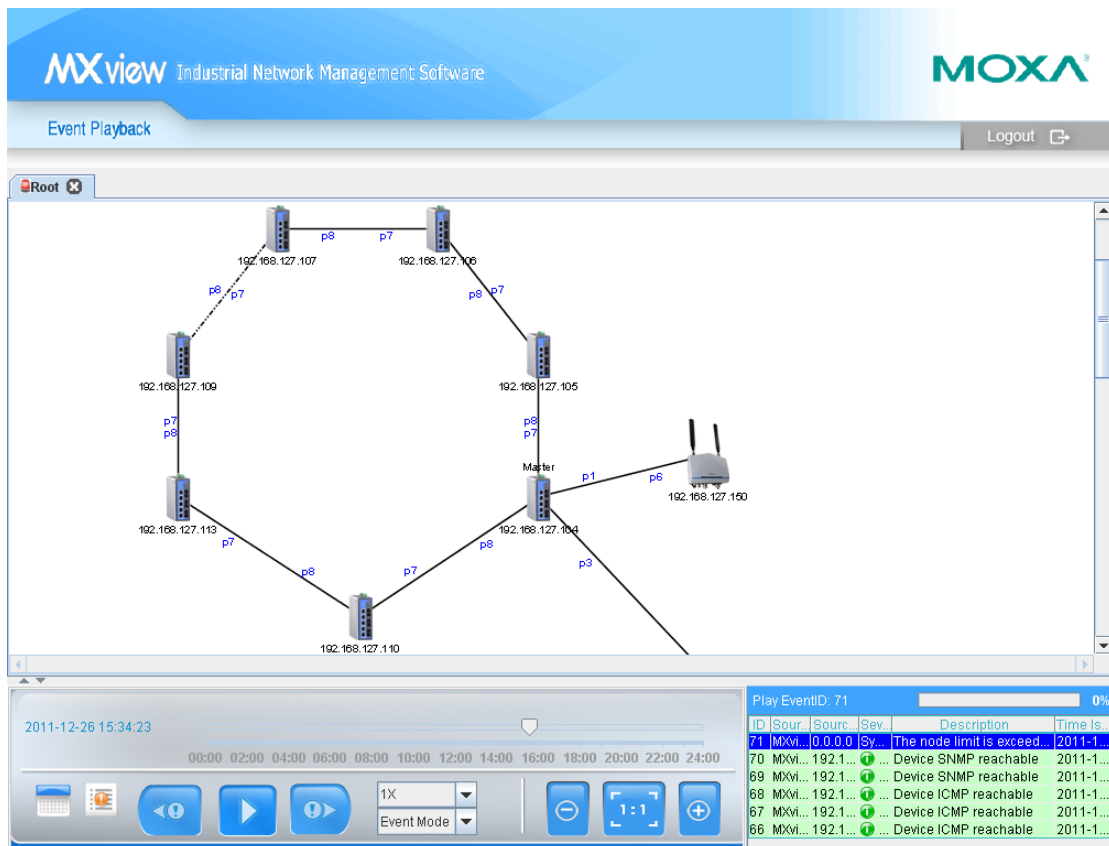 MXview Industrial Network Management Software
MOXA®
Event Playback
Logout
Root
p8 p7
192.168.127.107 192.168.127.106
p8 p7 p8 p7
192.168.127.109 192.168.127.105
p7 p8
p8 p7
Master
p1 p6
192.168.127.150
192.168.127.113 192.168.127.104
p7 p8
p3
p8 p7
192.168.127.110
Play EventID: 71 0%
2011-12-26 15:34:23
00:00 02:00 04:00 06:00 08:00 10:00 12:00 14:00 16:00 18:00 20:00 22:00 24:00
1X
Event Mode
1:1
ID Sour... Sourc... Sev... Description Time Is...
71 MXvi... 0.0.0.0 Sy... The node limit is exceed... 2011-1...
70 MXvi... 192.1... ... Device SNMP reachable 2011-1...
69 MXvi... 192.1... ... Device SNMP reachable 2011-1...
68 MXvi... 192.1... ... Device ICMP reachable 2011-1...
67 MXvi... 192.1... ... Device ICMP reachable 2011-1...
66 MXvi... 192.1... ... Device ICMP reachable 2011-1...